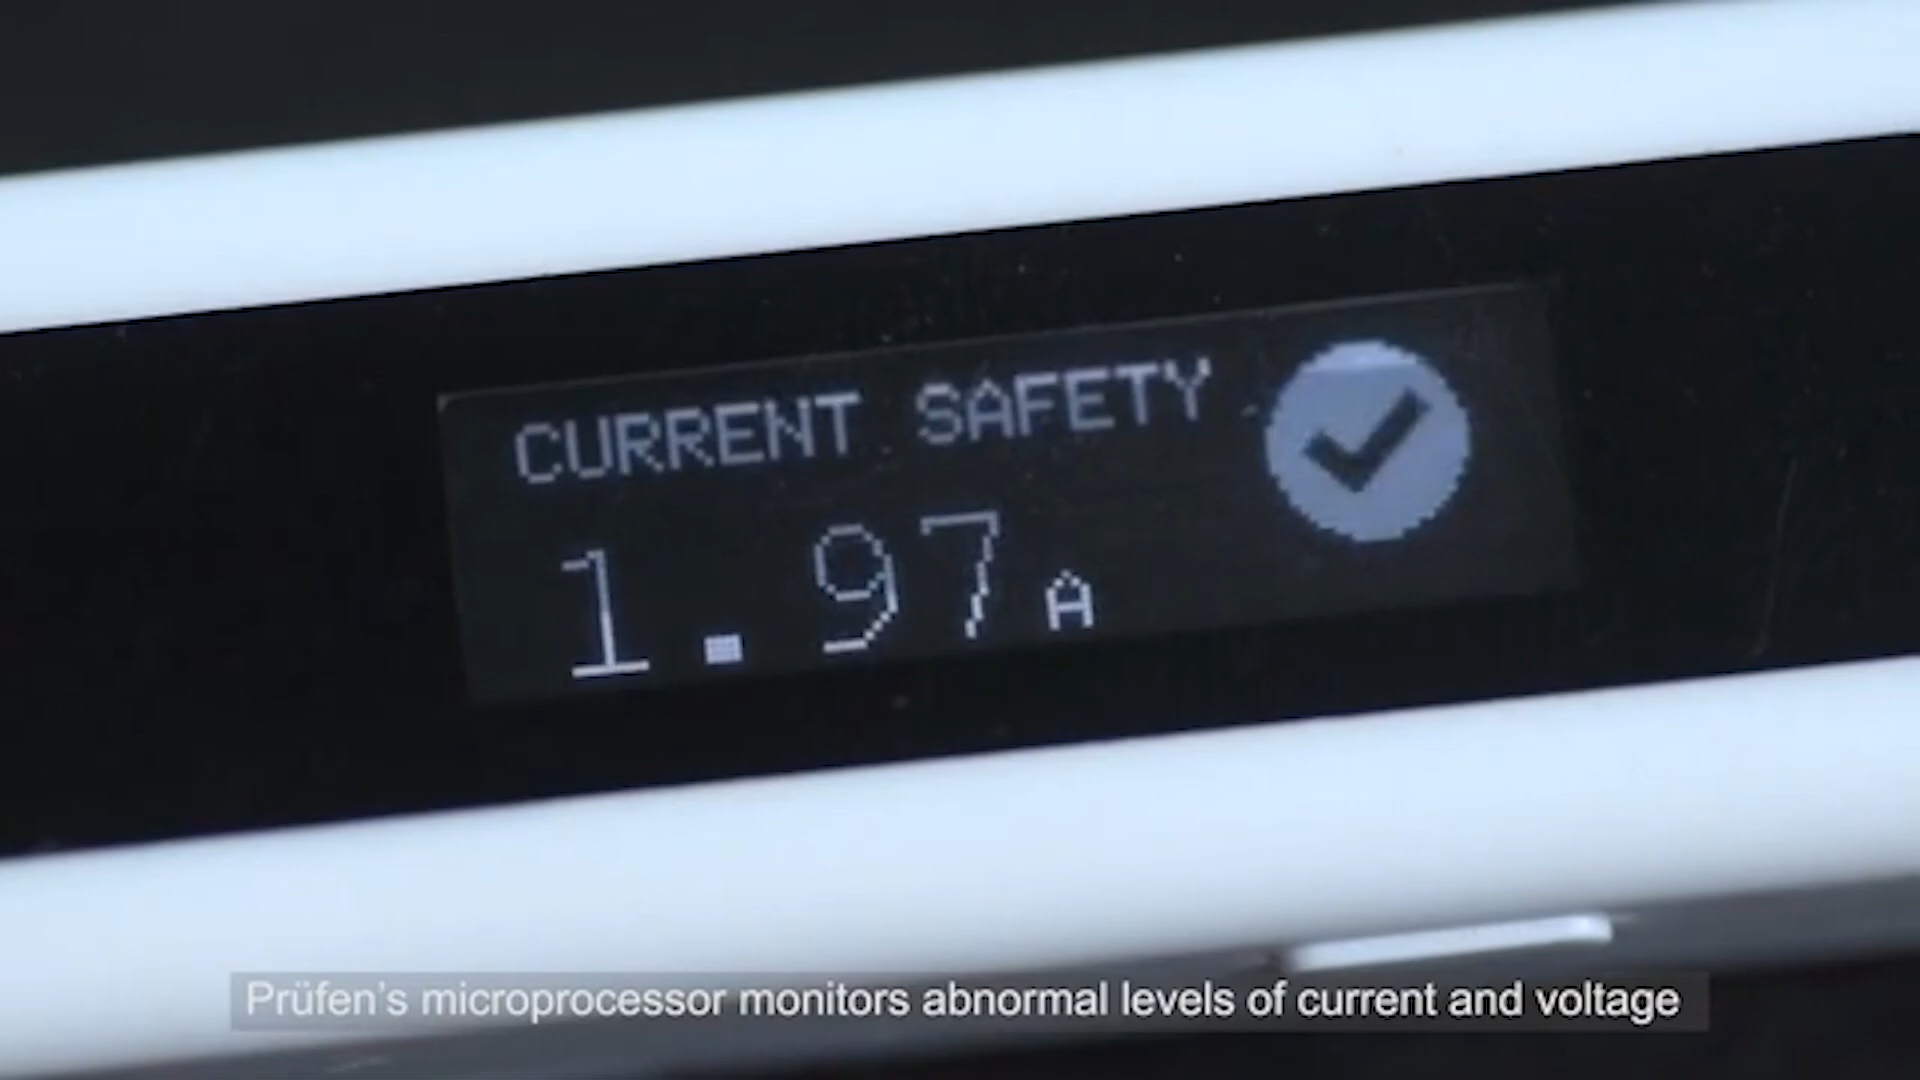 CURRENT SAFETY
1.97A
Prüfen's microprocessor monitors abnormal levels of current and voltage